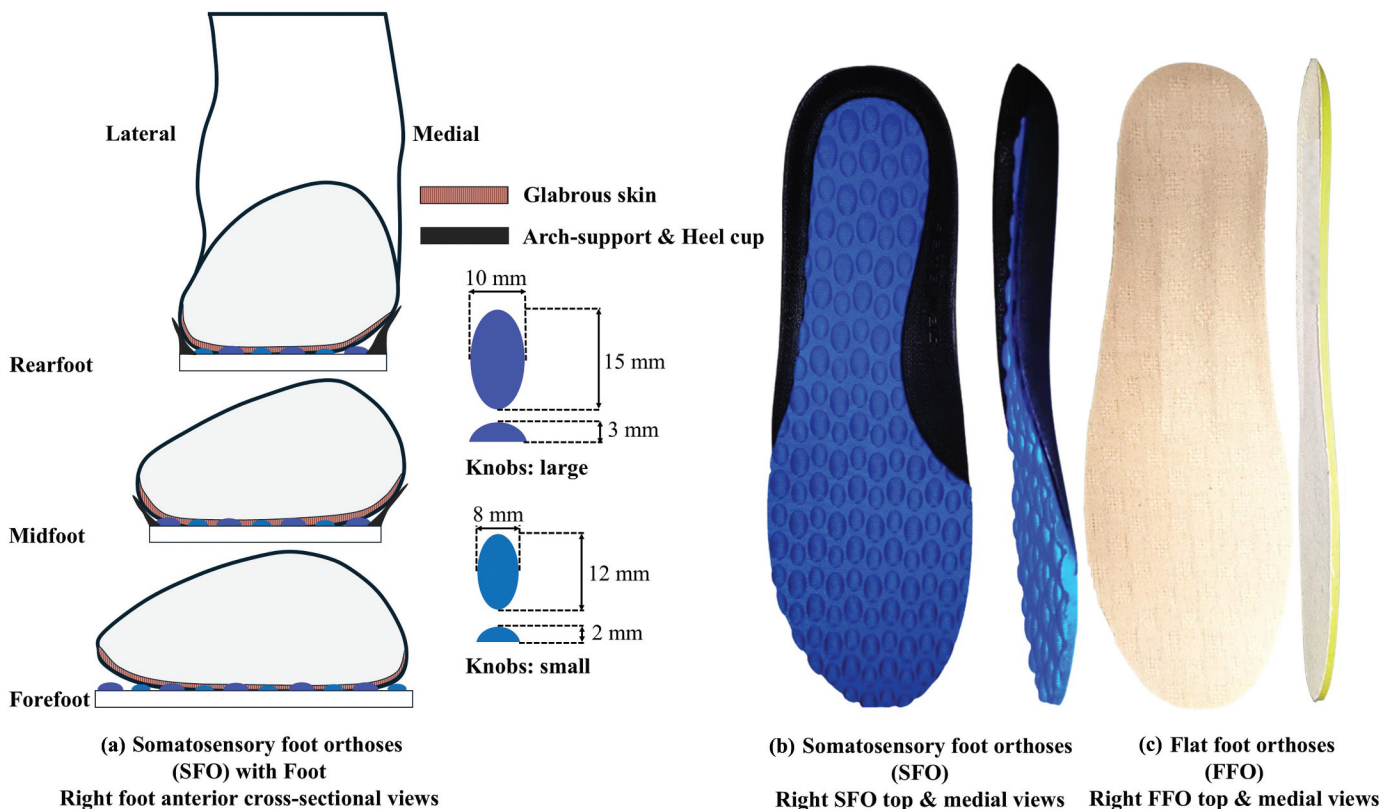 Lateral
Medial
Glabrous skin
Arch-support & Heel cup
10 mm
15 mm
3 mm
Knobs: large
Rearfoot
8 mm
12 mm
2 mm
Knobs: small
Midfoot
Forefoot
(a) Somatosensory foot orthoses
(SFO) with Foot
Right foot anterior cross-sectional views
(b) Somatosensory foot orthoses
(SFO)
Right SFO top & medial views
(c) Flat foot orthoses
(FFO)
Right FFO top & medial views